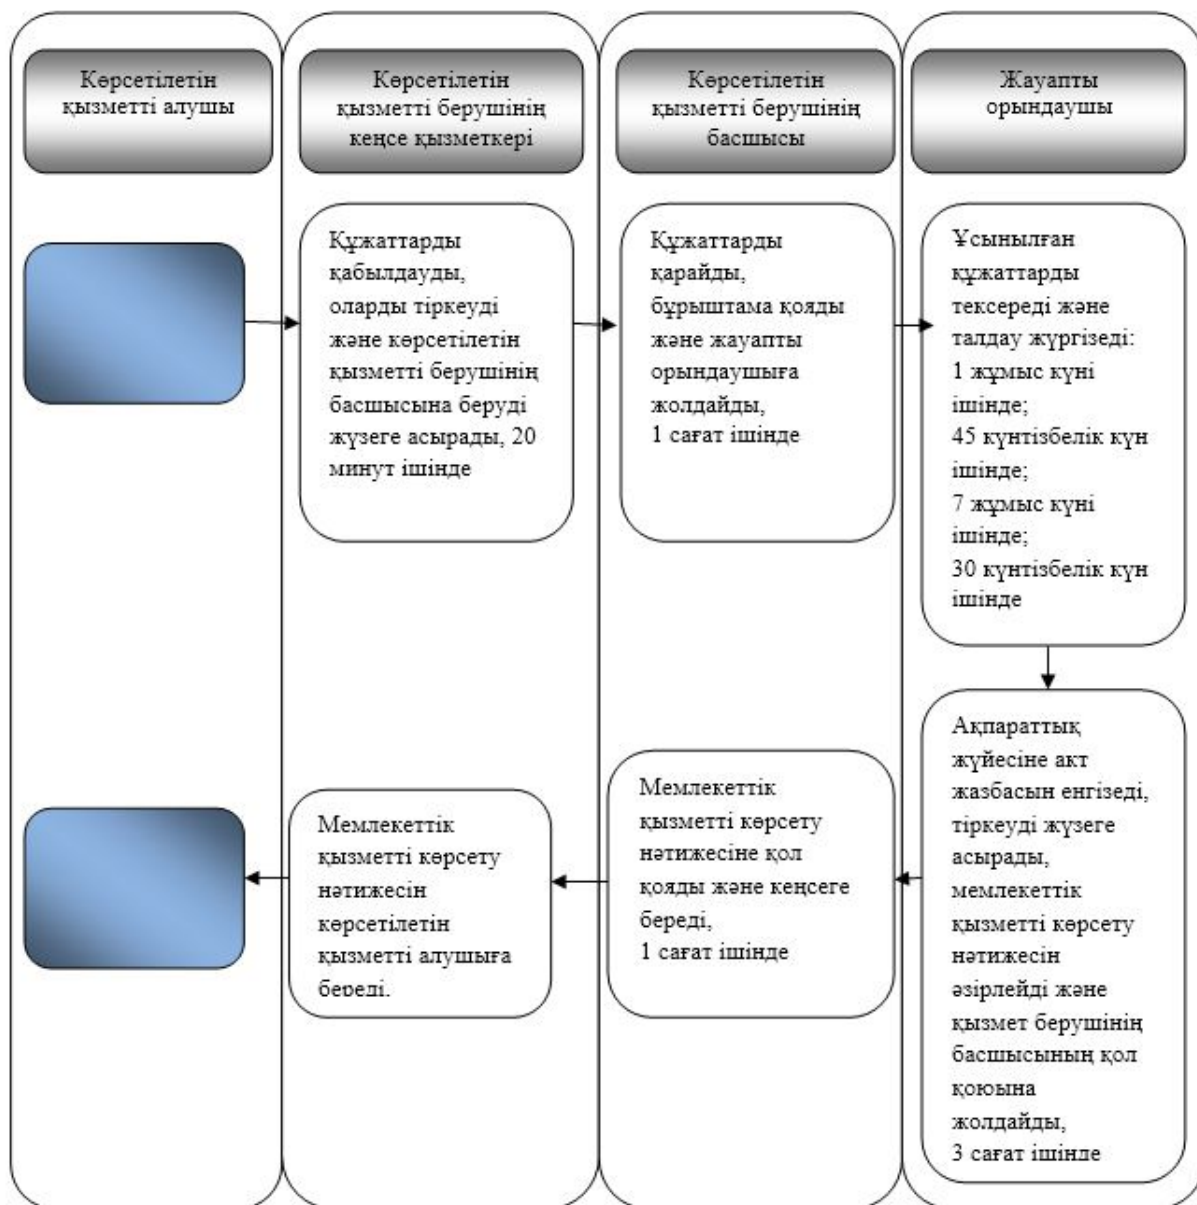 Көрсетілетін
қызметті алушы
Көрсетілетін
қызметті берушінің
кеңсе қызметкері
Көрсетілетін
қызметті берушінің
басшысы
Жауапты
орындаушы
Құжаттарды
қабылдауды,
оларды тіркеуді
және көрсетілетін
қызметті берушінің
басшысына беруді
жүзеге асырады, 20
минут ішінде
Құжаттарды
қарайды,
бұрыштама қояды
және жауапты
орындаушыға
жолдайды,
1 сағат ішінде
Ұсынылған
құжаттарды
тексереді және
талдау жүргізеді:
1 жұмыс күні
ішінде;
45 күнтізбелік күн
ішінде;
7 жұмыс күні
ішінде;
30 күнтізбелік күн
ішінде
Мемлекеттік
қызметті көрсету
нәтижесін
көрсетілетін
қызметті алушыға
береді.
Мемлекеттік
қызметті көрсету
нәтижесіне қол
қояды және кеңсеге
береді,
1 сағат ішінде
Ақпараттық
жүйесіне акт
жазбасын енгізеді,
тіркеуді жүзеге
асырады,
мемлекеттік
қызметті көрсету
нәтижесін
әзірлейді және
қызмет берушінің
басшысының қол
қоюына
жолдайды,
3 сағат ішінде